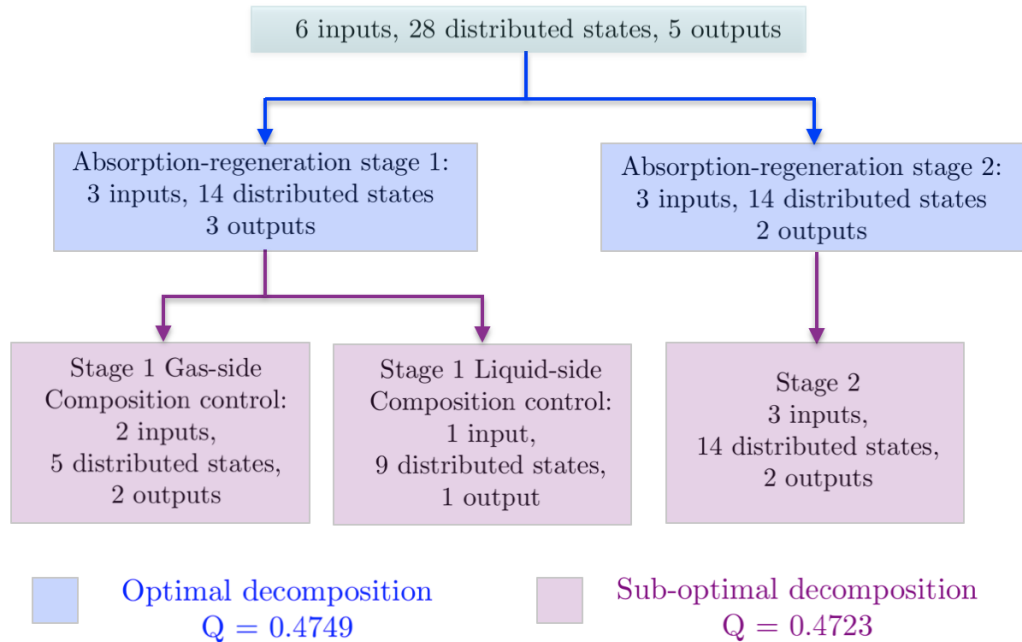 6 inputs, 28 distributed states, 5 outputs
Absorption-regeneration stage 1:
3 inputs, 14 distributed states
3 outputs
Absorption-regeneration stage 2:
3 inputs, 14 distributed states
2 outputs
Stage 1 Gas-side
Composition control:
2 inputs,
5 distributed states,
2 outputs
Stage 1 Liquid-side
Composition control:
1 input,
9 distributed states,
1 output
Stage 2
3 inputs,
14 distributed states,
2 outputs
Optimal decomposition
Q = 0.4749
Sub-optimal decomposition
Q = 0.4723